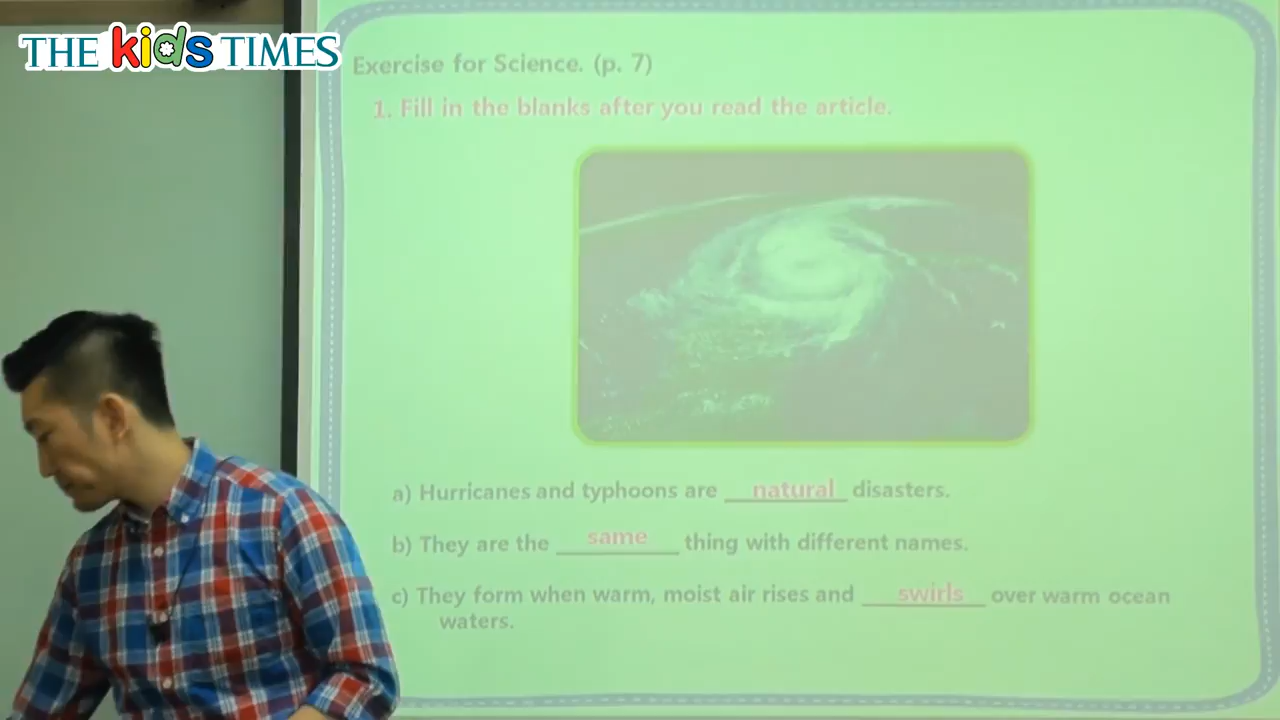 THE kids TIMES
Exercise for Science. (p. 7)
1. Fill in the blanks after you read the article.
a) Hurricanes and typhoons are natural disasters.
b) They are the same thing with different names.
c) They form when warm, moist air rises and swirls over warm ocean
waters.